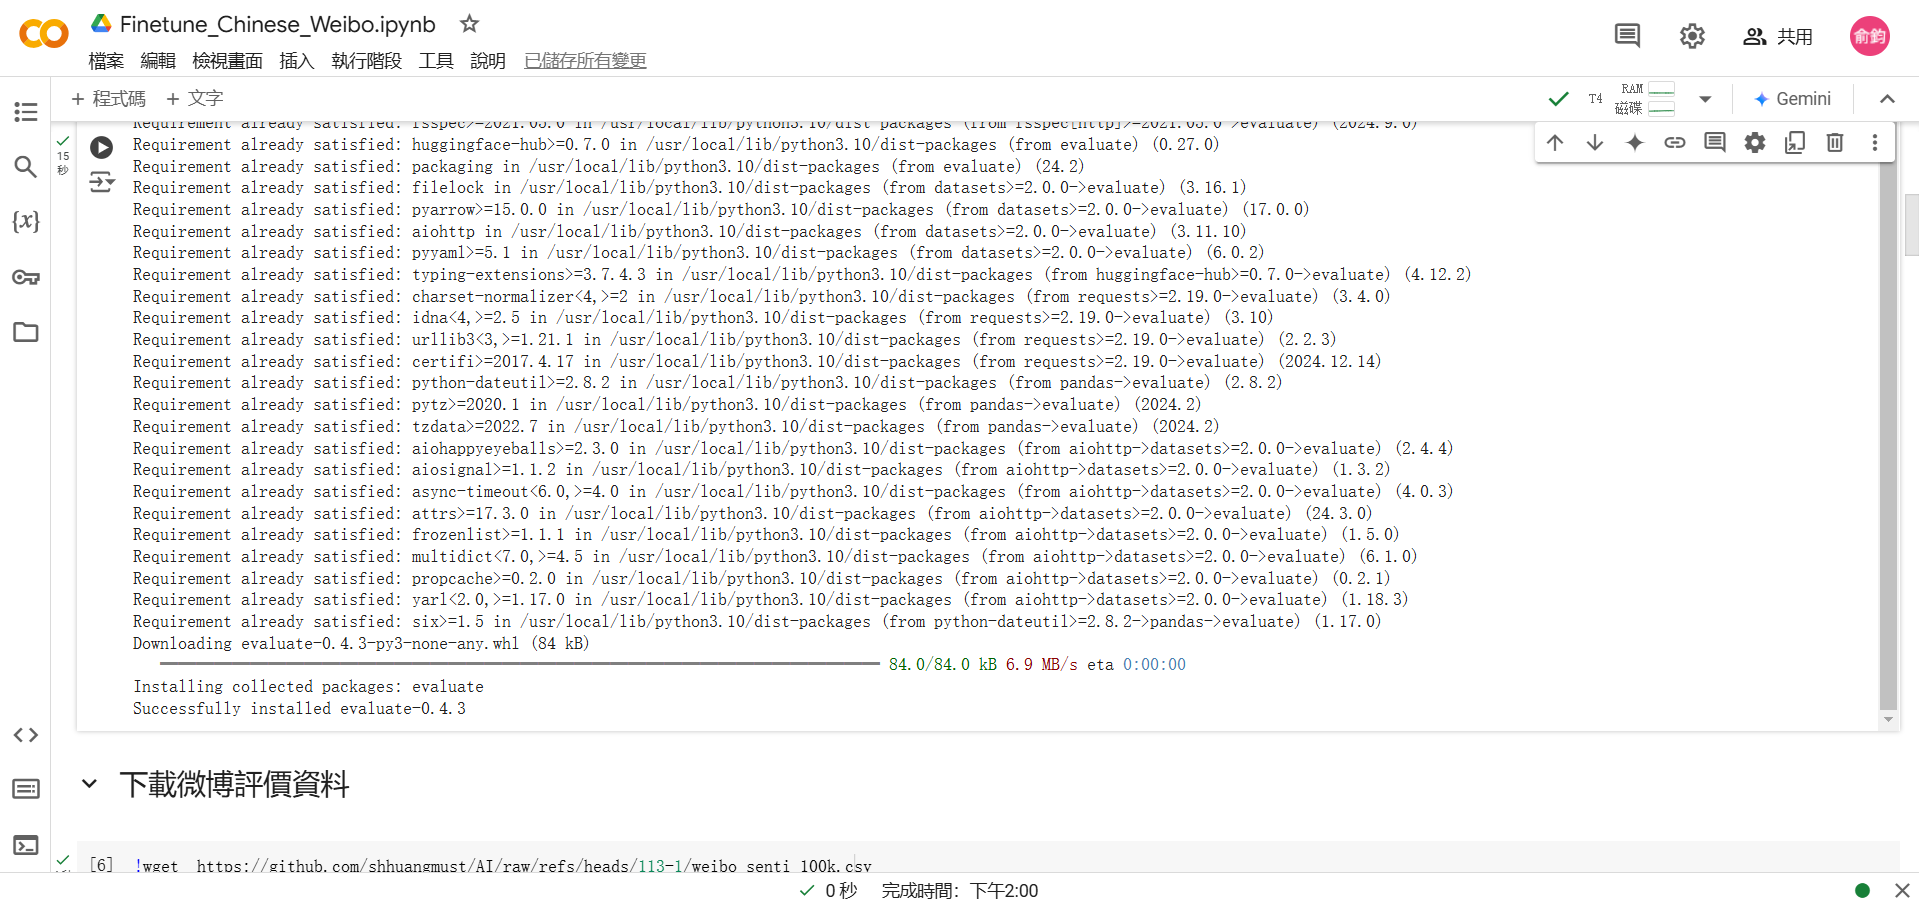 Finetune_Chinese_Weibo.ipynb
檔案 編輯 檢視畫面 插入 執行階段 工具 說明 已儲存所有變更
共用
俞鈞
+ 程式碼 + 文字
T4
RAM
磁碟
Gemini
15
秒
Requirement already satisfied: fsspec>=2021.05.0 in /usr/local/lib/python3.10/dist-packages (from fsspec[http]>=2021.05.0->evaluate) (2024.9.0)
Requirement already satisfied: huggingface-hub>=0.7.0 in /usr/local/lib/python3.10/dist-packages (from evaluate) (0.27.0)
Requirement already satisfied: packaging in /usr/local/lib/python3.10/dist-packages (from evaluate) (24.2)
Requirement already satisfied: filelock in /usr/local/lib/python3.10/dist-packages (from datasets>=2.0.0->evaluate) (3.16.1)
Requirement already satisfied: pyarrow>=15.0.0 in /usr/local/lib/python3.10/dist-packages (from datasets>=2.0.0->evaluate) (17.0.0)
Requirement already satisfied: aiohttp in /usr/local/lib/python3.10/dist-packages (from datasets>=2.0.0->evaluate) (3.11.10)
Requirement already satisfied: pyyaml>=5.1 in /usr/local/lib/python3.10/dist-packages (from datasets>=2.0.0->evaluate) (6.0.2)
Requirement already satisfied: typing-extensions>=3.7.4.3 in /usr/local/lib/python3.10/dist-packages (from huggingface-hub>=0.7.0->evaluate) (4.12.2)
Requirement already satisfied: charset-normalizer<4,>=2 in /usr/local/lib/python3.10/dist-packages (from requests>=2.19.0->evaluate) (3.4.0)
Requirement already satisfied: idna<4,>=2.5 in /usr/local/lib/python3.10/dist-packages (from requests>=2.19.0->evaluate) (3.10)
Requirement already satisfied: urllib3<3,>=1.21.1 in /usr/local/lib/python3.10/dist-packages (from requests>=2.19.0->evaluate) (2.2.3)
Requirement already satisfied: certifi>=2017.4.17 in /usr/local/lib/python3.10/dist-packages (from requests>=2.19.0->evaluate) (2024.12.14)
Requirement already satisfied: python-dateutil>=2.8.2 in /usr/local/lib/python3.10/dist-packages (from pandas->evaluate) (2.8.2)
Requirement already satisfied: pytz>=2020.1 in /usr/local/lib/python3.10/dist-packages (from pandas->evaluate) (2024.2)
Requirement already satisfied: tzdata>=2022.7 in /usr/local/lib/python3.10/dist-packages (from pandas->evaluate) (2024.2)
Requirement already satisfied: aiohappyeyeballs>=2.3.0 in /usr/local/lib/python3.10/dist-packages (from aiohttp->datasets>=2.0.0->evaluate) (2.4.4)
Requirement already satisfied: aiosignal>=1.1.2 in /usr/local/lib/python3.10/dist-packages (from aiohttp->datasets>=2.0.0->evaluate) (1.3.2)
Requirement already satisfied: async-timeout<6.0,>=4.0 in /usr/local/lib/python3.10/dist-packages (from aiohttp->datasets>=2.0.0->evaluate) (4.0.3)
Requirement already satisfied: attrs>=17.3.0 in /usr/local/lib/python3.10/dist-packages (from aiohttp->datasets>=2.0.0->evaluate) (24.3.0)
Requirement already satisfied: frozenlist>=1.1.1 in /usr/local/lib/python3.10/dist-packages (from aiohttp->datasets>=2.0.0->evaluate) (1.5.0)
Requirement already satisfied: multidict<7.0,>=4.5 in /usr/local/lib/python3.10/dist-packages (from aiohttp->datasets>=2.0.0->evaluate) (6.1.0)
Requirement already satisfied: propcache>=0.2.0 in /usr/local/lib/python3.10/dist-packages (from aiohttp->datasets>=2.0.0->evaluate) (0.2.1)
Requirement already satisfied: yarl<2.0,>=1.17.0 in /usr/local/lib/python3.10/dist-packages (from aiohttp->datasets>=2.0.0->evaluate) (1.18.3)
Requirement already satisfied: six>=1.5 in /usr/local/lib/python3.10/dist-packages (from python-dateutil>=2.8.2->pandas->evaluate) (1.17.0)
Downloading evaluate-0.4.3-py3-none-any.whl (84 kB)
84.0/84.0 kB 6.9 MB/s eta 0:00:00
Installing collected packages: evaluate
Successfully installed evaluate-0.4.3
下載微博評價資料
[6] !wget https://github.com/shhuangmust/AI/raw/refs/heads/113-1/weibo_senti_100k.csv
0 秒 完成時間: 下午2:00